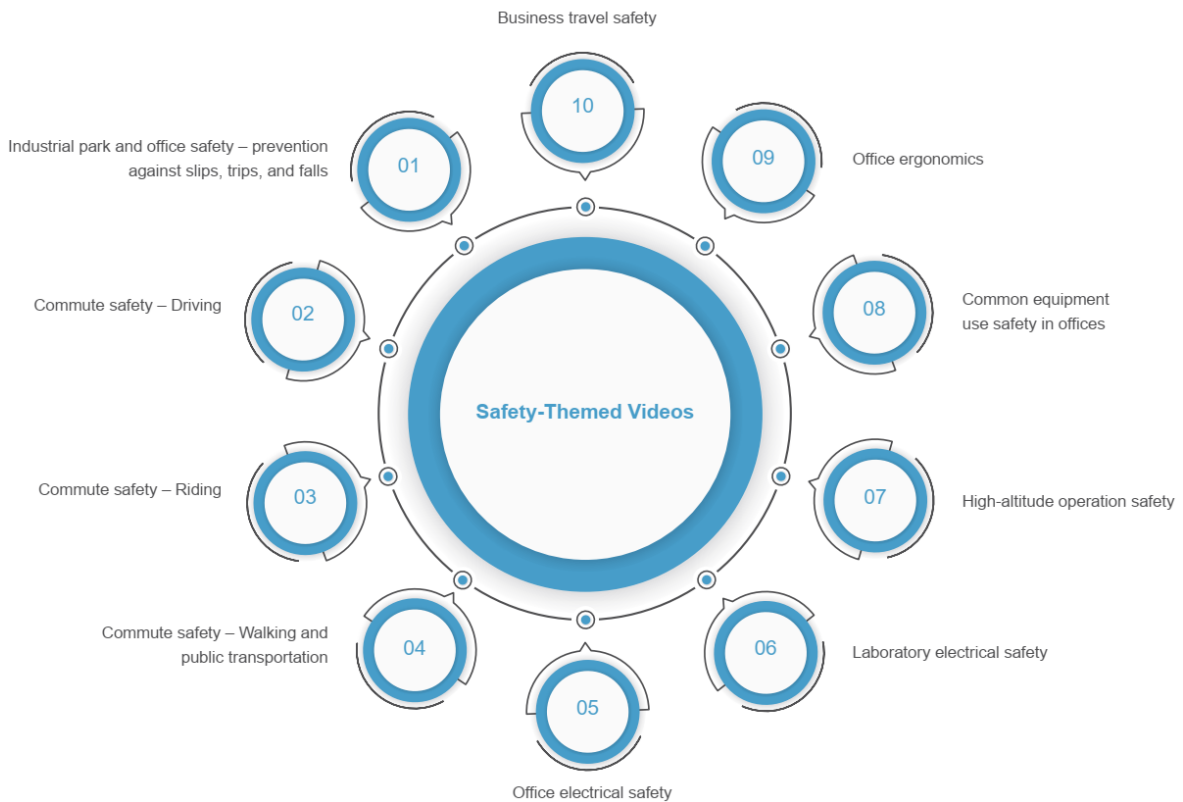 Business travel safety
10
Industrial park and office safety – prevention
against slips, trips, and falls
01
09
Office ergonomics
Commute safety – Driving
02
08
Common equipment
use safety in offices
Safety-Themed Videos
Commute safety – Riding
03
07
High-altitude operation safety
Commute safety – Walking and
public transportation
04
06
Laboratory electrical safety
05
Office electrical safety